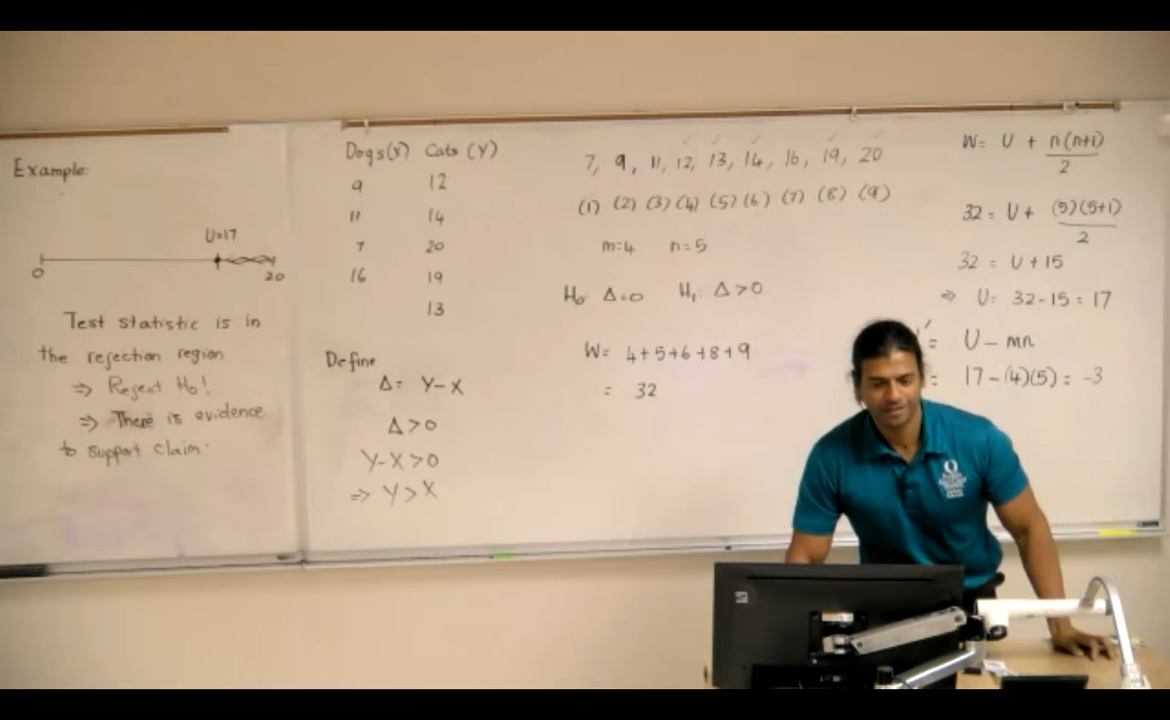 Example:
U=17
0
20
Test statistic is in
the rejection region
⇒ Reject H₀!
⇒ There is evidence
to support claim.
Dogs(X) Cats (Y)
9 12
11 14
7 20
16 19
13
Define
Δ= Y-X
Δ>0
Y-X>0
⇒ Y>X
7, 9, 11, 12, 13, 14, 16, 19, 20
(1) (2) (3) (4) (5) (6) (7) (8) (9)
m=4 n=5
H₀: Δ=0 H₁: Δ>0
W= 4+5+6+8+9
= 32
W= U + n(n+1)/2
32 = U + (5)(5+1)/2
32 = U+15
⇒ U= 32-15=17
= U-mn
= 17-(4)(5)= -3